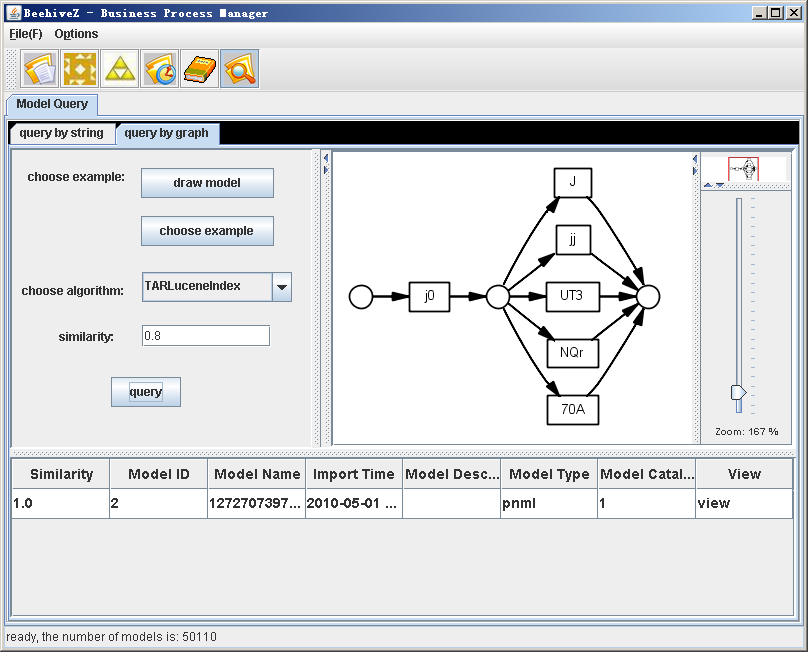 BeehiveZ - Business Process Manager
File(F) Options
Model Query
query by string query by graph
choose example: draw model
choose example
choose algorithm: TARLuceneIndex
similarity: 0.8
query
J
jj
j0 UT3
NQr
70A
Zoom: 167 %
Similarity Model ID Model Name Import Time Model Desc... Model Type Model Catal... View
1.0 2 1272707397... 2010-05-01 ... pnml 1 view
ready, the number of models is: 50110